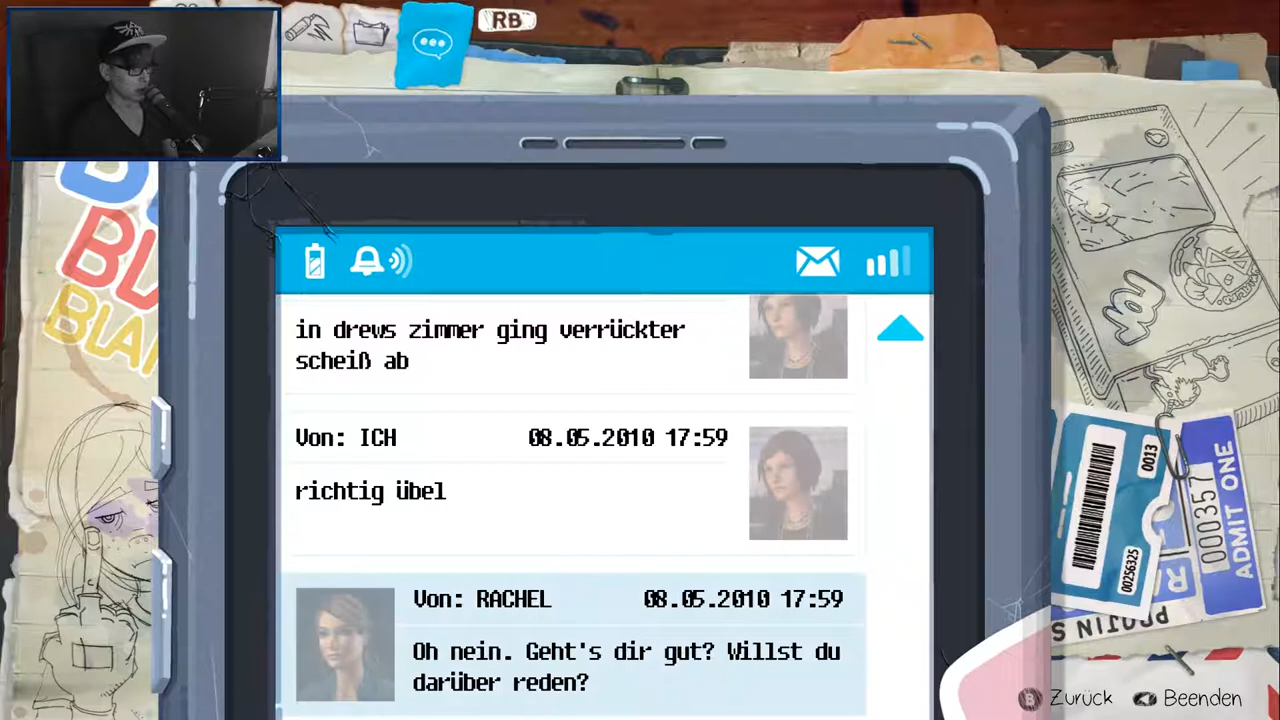 RB
BLA
in drews zimmer ging verrückter
scheiß ab
Von: ICH 08.05.2010 17:59
richtig übel
Von: RACHEL 08.05.2010 17:59
Oh nein. Geht's dir gut? Willst du
darüber reden?
0013
00256325
000357
ADMIT ONE
Zurück
Beenden